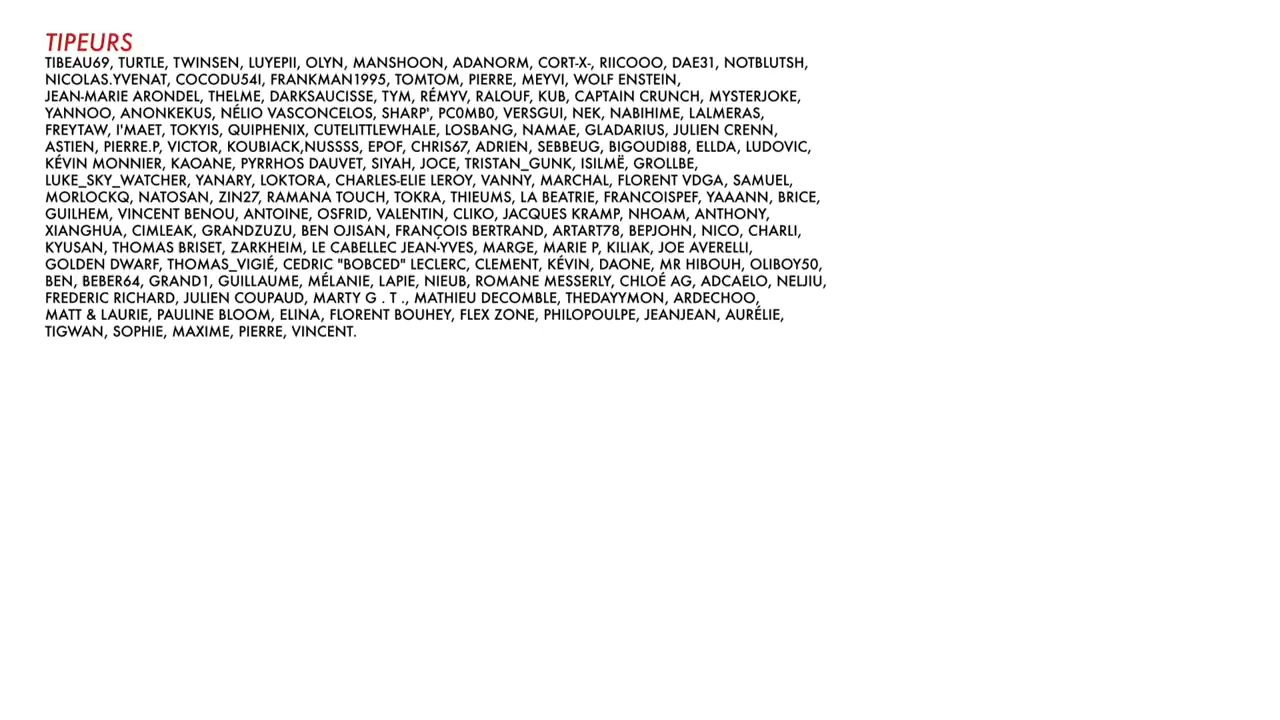 TIPEURS
TIBEAU69, TURTLE, TWINSEN, LUYEPII, OLYN, MANSHOON, ADANORM, CORT-X-, RIICOOO, DAE31, NOTBLUTSH,
NICOLAS.YVENAT, COCODU54I, FRANKMAN1995, TOMTOM, PIERRE, MEYVI, WOLF ENSTEIN,
JEAN-MARIE ARONDEL, THELME, DARKSAUCISSE, TYM, RÉMYV, RALOUF, KUB, CAPTAIN CRUNCH, MYSTERJOKE,
YANNOO, ANONKEKUS, NÉLIO VASCONCELOS, SHARP', PC0MB0, VERSGUI, NEK, NABIHIME, LALMERAS,
FREYTAW, I'MAET, TOKYIS, QUIPHENIX, CUTELITTLEWHALE, LOSBANG, NAMAE, GLADARIUS, JULIEN CRENN,
ASTIEN, PIERRE.P, VICTOR, KOUBIACK,NUSSSS, EPOF, CHRIS67, ADRIEN, SEBBEUG, BIGOUDI88, ELLDA, LUDOVIC,
KÉVIN MONNIER, KAOANE, PYRRHOS DAUVET, SIYAH, JOCE, TRISTAN_GUNK, ISILMË, GROLLBE,
LUKE_SKY_WATCHER, YANARY, LOKTORA, CHARLES-ELIE LEROY, VANNY, MARCHAL, FLORENT VDGA, SAMUEL,
MORLOCKQ, NATOSAN, ZIN27, RAMANA TOUCH, TOKRA, THIEUMS, LA BEATRIE, FRANCOISPEF, YAAANN, BRICE,
GUILHEM, VINCENT BENOU, ANTOINE, OSFRID, VALENTIN, CLIKO, JACQUES KRAMP, NHOAM, ANTHONY,
XIANGHUA, CIMLEAK, GRANDZUZU, BEN OJISAN, FRANÇOIS BERTRAND, ARTART78, BEPJOHN, NICO, CHARLI,
KYUSAN, THOMAS BRISET, ZARKHEIM, LE CABELLEC JEAN-YVES, MARGE, MARIE P, KILIAK, JOE AVERELLI,
GOLDEN DWARF, THOMAS_VIGIÉ, CEDRIC "BOBCED" LECLERC, CLEMENT, KÉVIN, DAONE, MR HIBOUH, OLIBOY50,
BEN, BEBER64, GRAND1, GUILLAUME, MÉLANIE, LAPIE, NIEUB, ROMANE MESSERLY, CHLOÉ AG, ADCAELO, NELJIU,
FREDERIC RICHARD, JULIEN COUPAUD, MARTY G . T ., MATHIEU DECOMBLE, THEDAYYMON, ARDECHOO,
MATT & LAURIE, PAULINE BLOOM, ELINA, FLORENT BOUHEY, FLEX ZONE, PHILOPOULPE, JEANJEAN, AURÉLIE,
TIGWAN, SOPHIE, MAXIME, PIERRE, VINCENT.